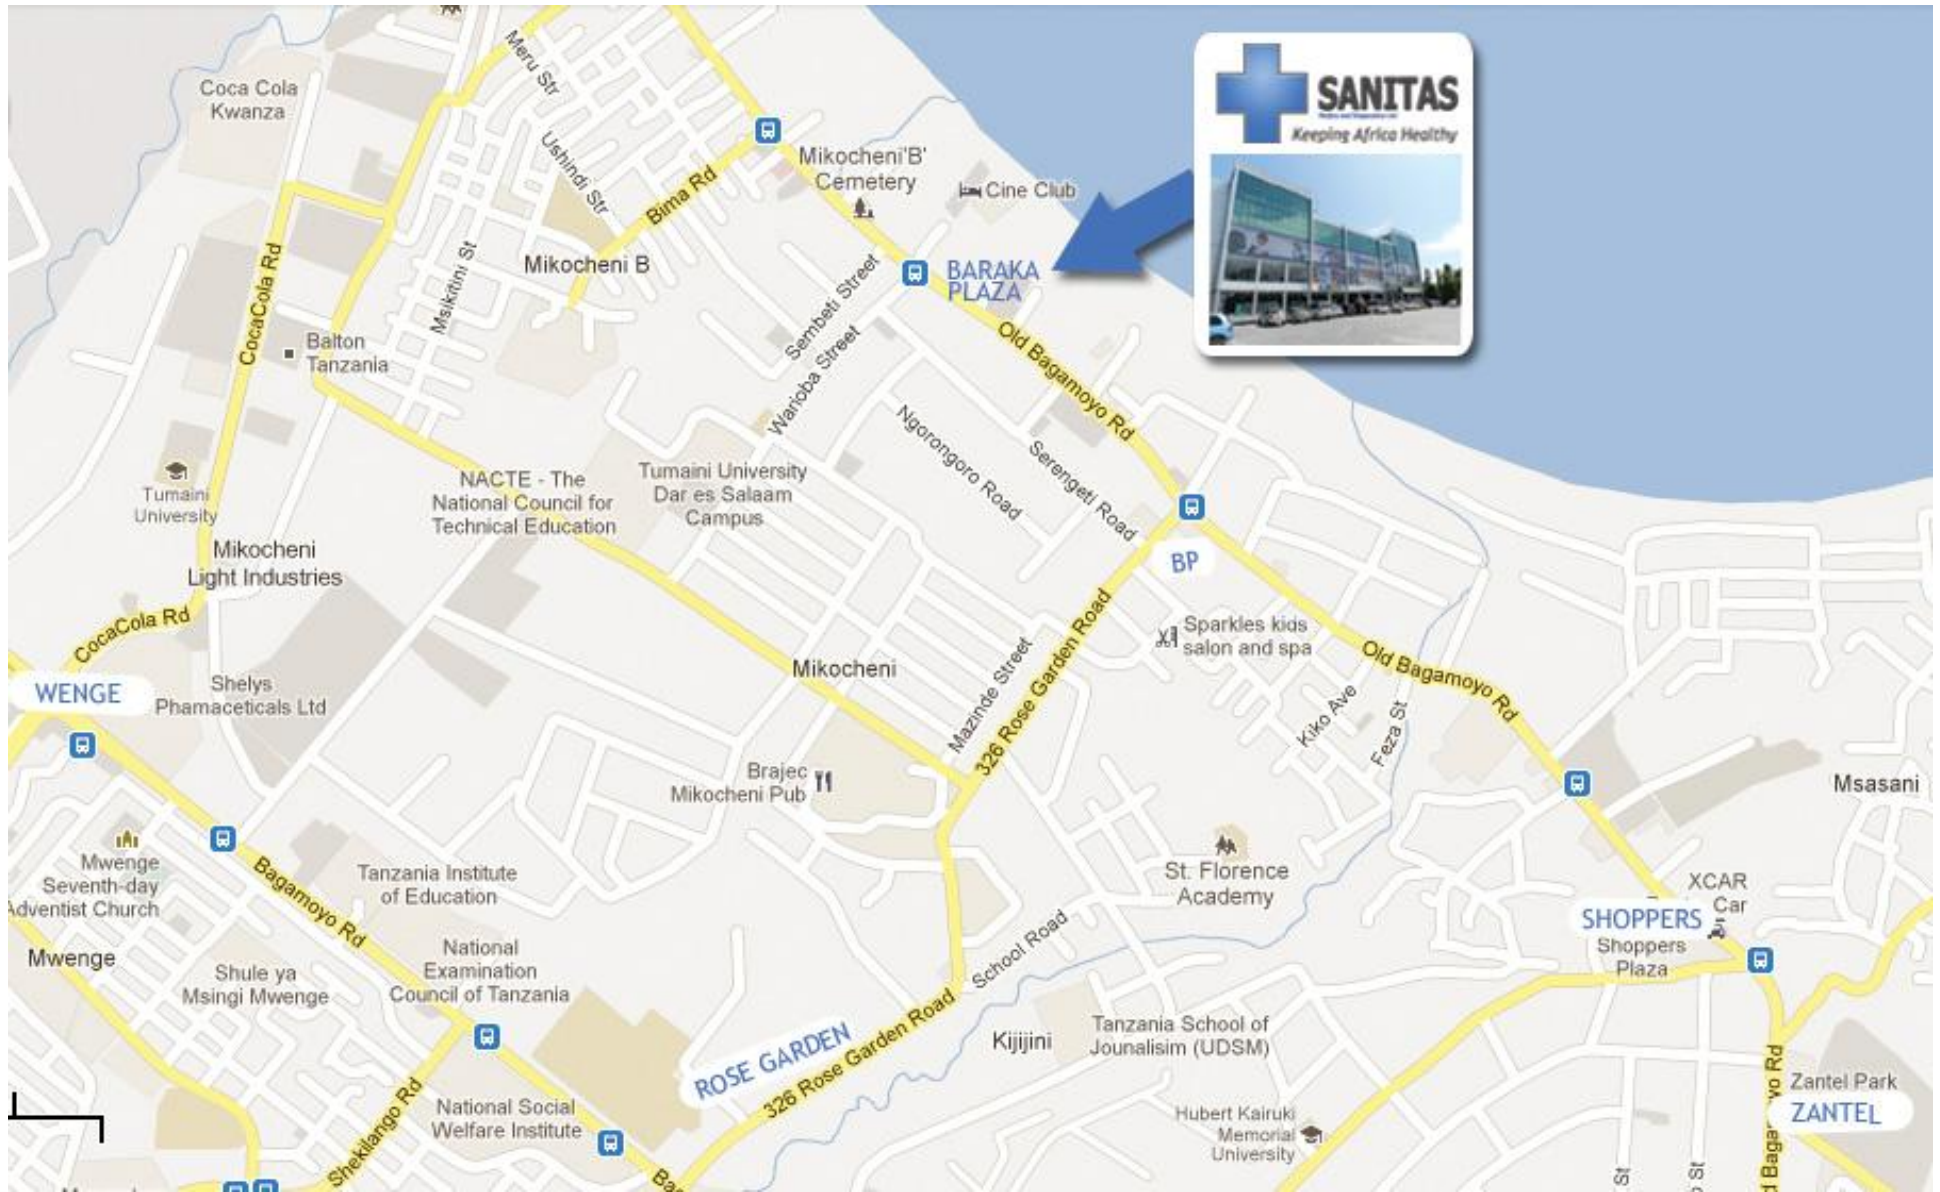 Coca Cola
Kwanza
Meru Str
Ushindi Str
Bima Rd
Mikocheni'B'
Cemetery
Cine Club
SANITAS
Keeping Africa Healthy
CocaCola Rd
Msikitini St
Mikocheni B
Sembeti Street
Warioba Street
BARAKA
PLAZA
Old Bagamoyo Rd
Balton
Tanzania
Tumaini
University
NACTE - The
National Council for
Technical Education
Tumaini University
Dar es Salaam
Campus
Ngorongoro Road
Serengeti Road
BP
Mikocheni
Light Industries
CocaCola Rd
WENGE
Shelys
Phamaceticals Ltd
Mikocheni
Mazinde Street
326 Rose Garden Road
Sparkles kids
salon and spa
Old Bagamoyo Rd
Kiko Ave
Feza St
Brajec
Mikocheni Pub
Msasani
Mwenge
Seventh-day
Adventist Church
Bagamoyo Rd
Tanzania Institute
of Education
St. Florence
Academy
XCAR
Car
SHOPPERS
Shoppers
Plaza
Mwenge
Shule ya
Msingi Mwenge
National
Examination
Council of Tanzania
School Road
ROSE GARDEN
326 Rose Garden Road
Kijijini
Tanzania School of
Jounalisim (UDSM)
Shekilango Rd
National Social
Welfare Institute
Hubert Kairuki
Memorial
University
Zantel Park
ZANTEL
Ba
St
St
yo Rd
d Baga